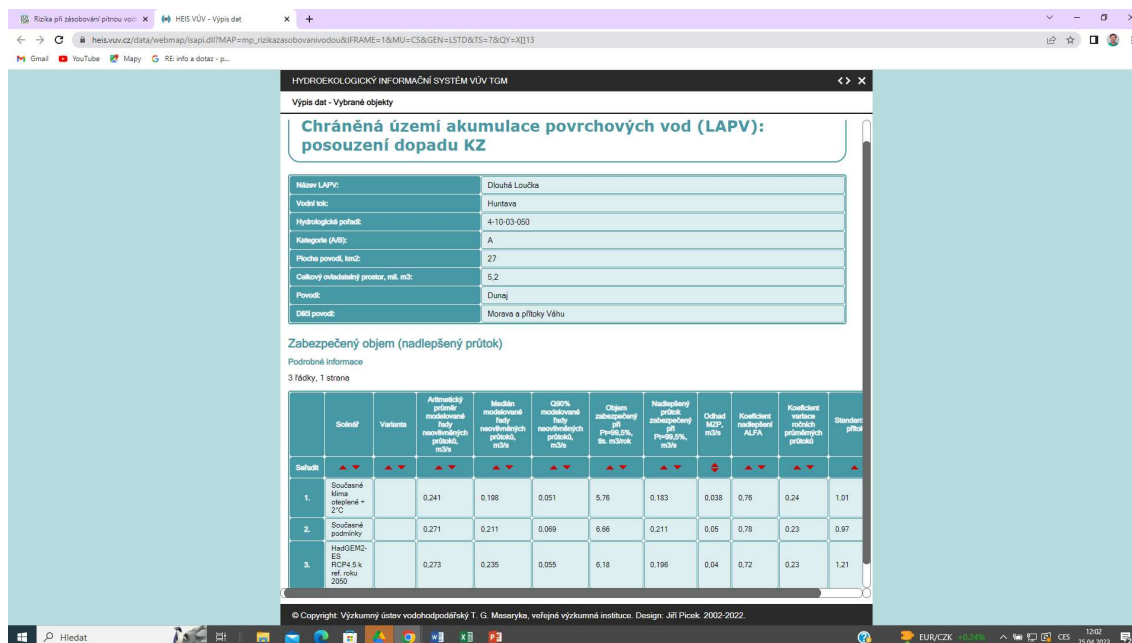 Rizika při zásobování pitnou vod
HEIS VÚV - Výpis dat
heis.vuv.cz/data/webmap/isapi.dll?MAP=mp_rizikazasobovanivodou&IFRAME=1&MU=CS&GEN=LSTD&TS=7&QY=X[]13
Gmail YouTube Mapy RE: info a dotaz - p...
HYDROEKOLOGICKÝ INFORMAČNÍ SYSTÉM VÚV TGM
Výpis dat - Vybrané objekty
Chráněná území akumulace povrchových vod (LAPV):
posouzení dopadu KZ
Název LAPV: Dlouhá Loučka
Vodní tok: Huntava
Hydrologické pořadí: 4-10-03-050
Kategorie (A/B): A
Plocha povodí, km2: 27
Celkový ovladatelný prostor, mil. m3: 5,2
Povodí: Dunaj
Dílčí povodí: Morava a přítoky Váhu
Zabezpečený objem (nadlepšený průtok)
Podrobné informace
3 řádky, 1 strana
Scénář
Varianta
Aritmetický
průměr
modelované
řady
neovlivněných
průtoků,
m3/s
Medián
modelované
řady
neovlivněných
průtoků,
m3/s
Q90%
modelované
řady
neovlivněných
průtoků,
m3/s
Objem
zabezpečený
při
Pt=99,5%,
tis. m3/rok
Nadlepšený
průtok
zabezpečený
při
Pt=99,5%,
m3/s
Odhad
MZP,
m3/s
Koeficient
nadlepšení
ALFA
Koeficient
variace
ročních
průměrných
průtoků
Standard
přítok
Seřadit
1. Současné
klima
oteplené +
2°C
0,241 0,198 0,051 5,76 0,183 0,038 0,76 0,24 1,01
2. Současné
podmínky
0,271 0,211 0,069 6,66 0,211 0,05 0,78 0,23 0,97
3. HadGEM2-
ES
RCP4.5 k
ref. roku
2050
0,273 0,235 0,055 6,18 0,196 0,04 0,72 0,23 1,21
© Copyright: Výzkumný ústav vodohpodpodářský T. G. Masaryka, veřejná výzkumná instituce. Design: Jiří Picek. 2002-2022.
Hledat
EUR/CZK +0,24%
CES
12:02
25.04.2023